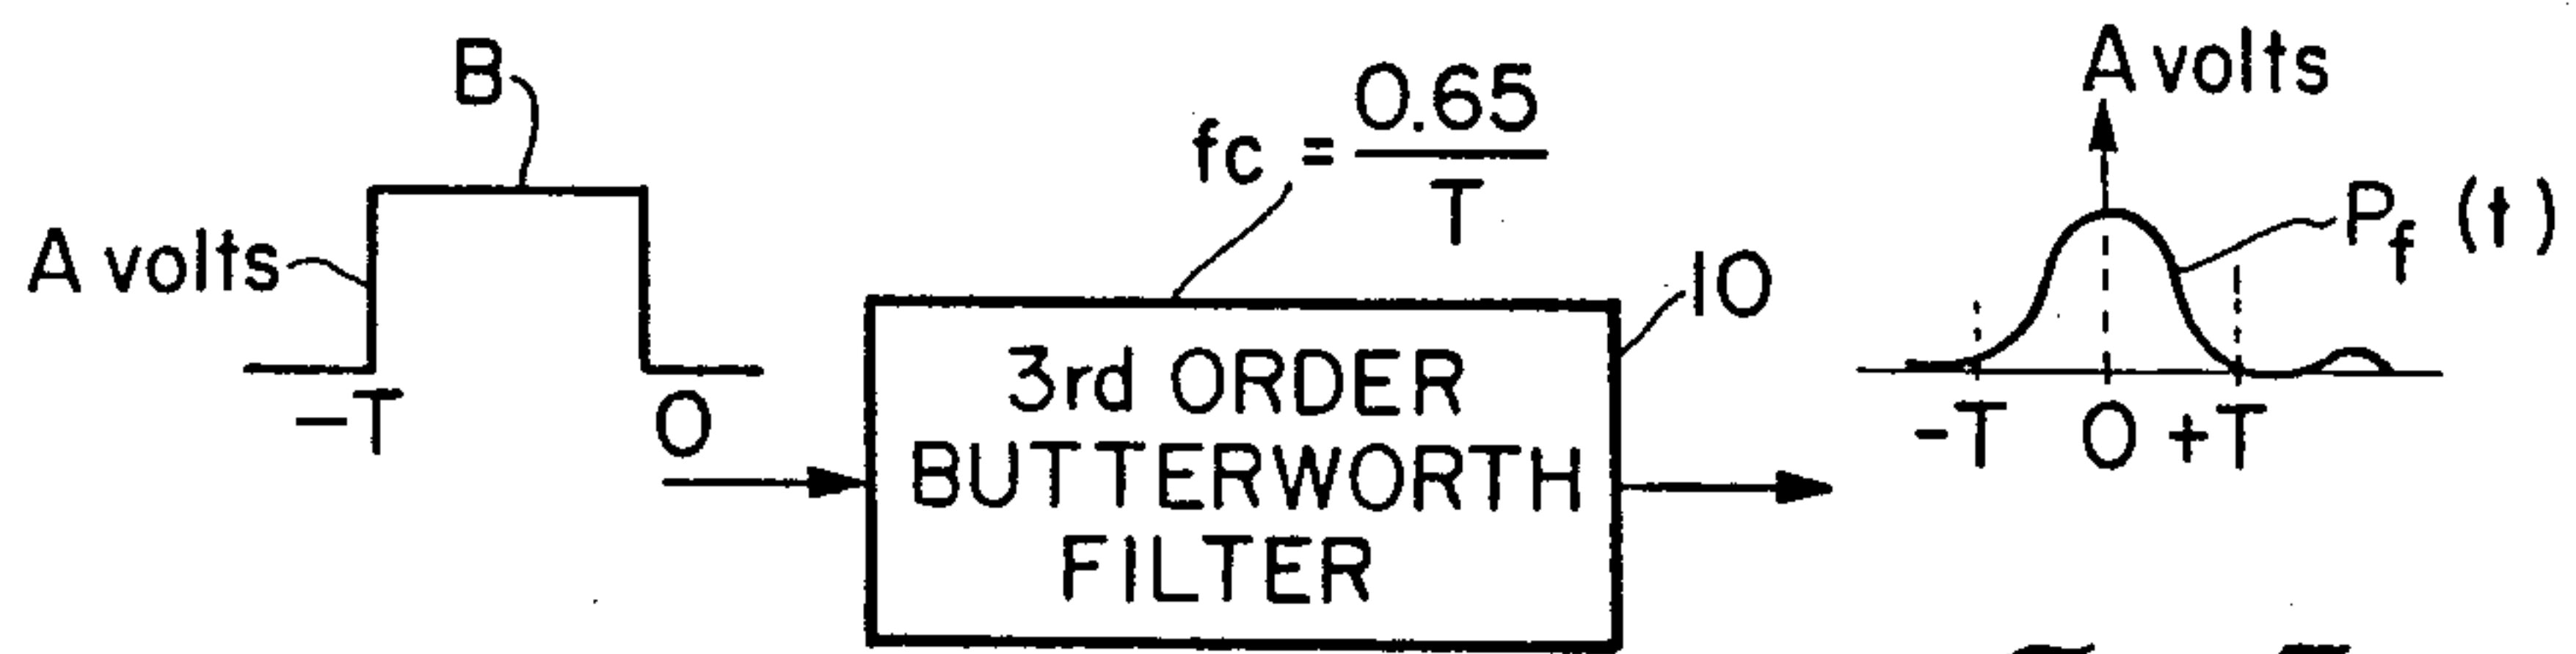 B
A volts
-T
O
fc = 0.65 / T
10
3rd ORDER
BUTTERWORTH
FILTER
A volts
Pf (t)
-T O +T